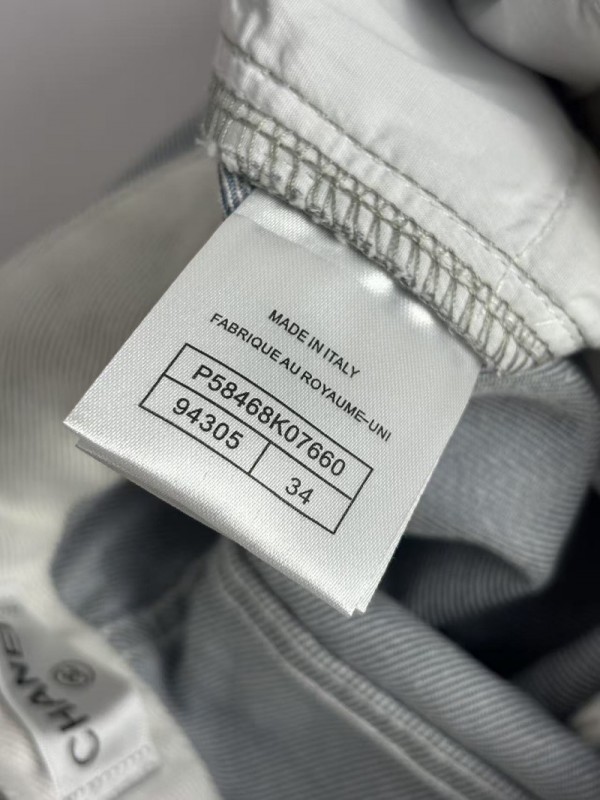 MADE IN ITALY
FABRIQUE AU ROYAUME-UNI
P58468K07660
94305
34
CHANEL